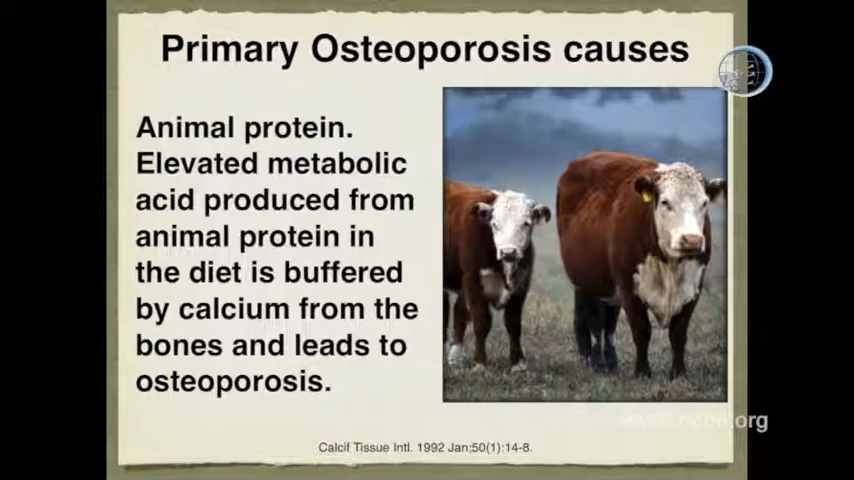 Primary Osteoporosis causes
Animal protein.
Elevated metabolic
acid produced from
animal protein in
the diet is buffered
by calcium from the
bones and leads to
osteoporosis.
Calcif Tissue Intl. 1992 Jan;50(1):14-8.